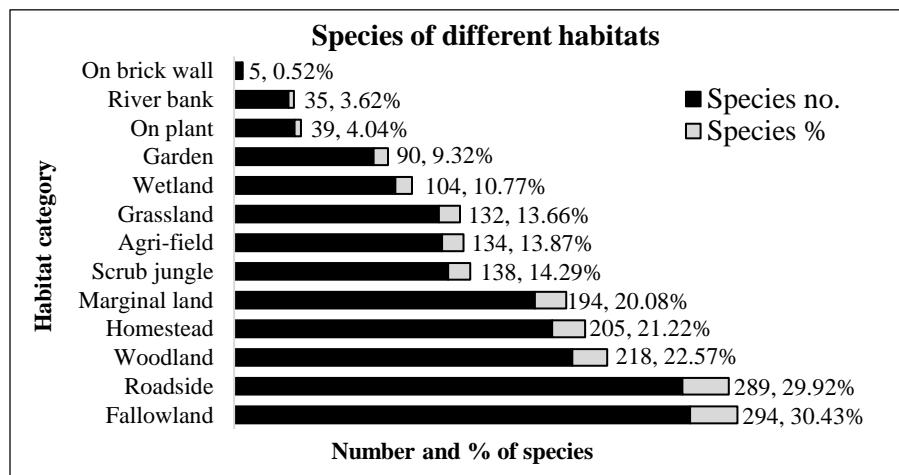 Species of different habitats
On brick wall 5, 0.52%
River bank 35, 3.62%
On plant 39, 4.04%
Garden 90, 9.32%
Wetland 104, 10.77%
Grassland 132, 13.66%
Agri-field 134, 13.87%
Scrub jungle 138, 14.29%
Marginal land 194, 20.08%
Homestead 205, 21.22%
Woodland 218, 22.57%
Roadside 289, 29.92%
Fallowland 294, 30.43%
Species no.
Species %
Habitat category
Number and % of species